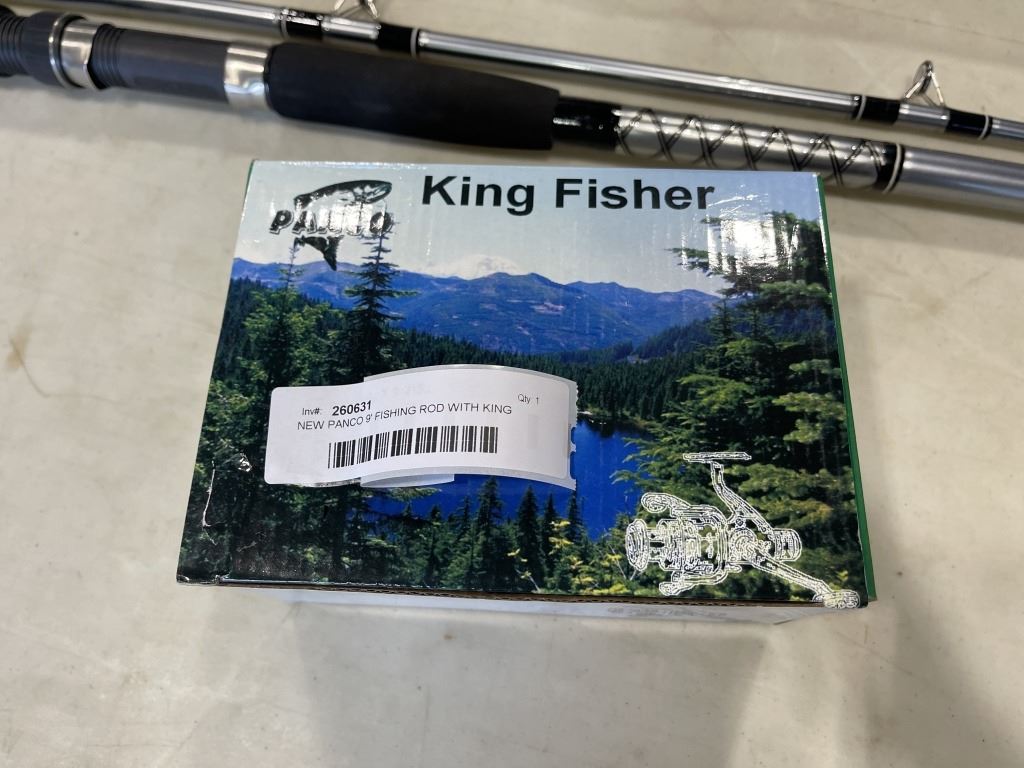 PANCO
King Fisher
Inv#: 260631 Qty: 1
NEW PANCO 9' FISHING ROD WITH KING